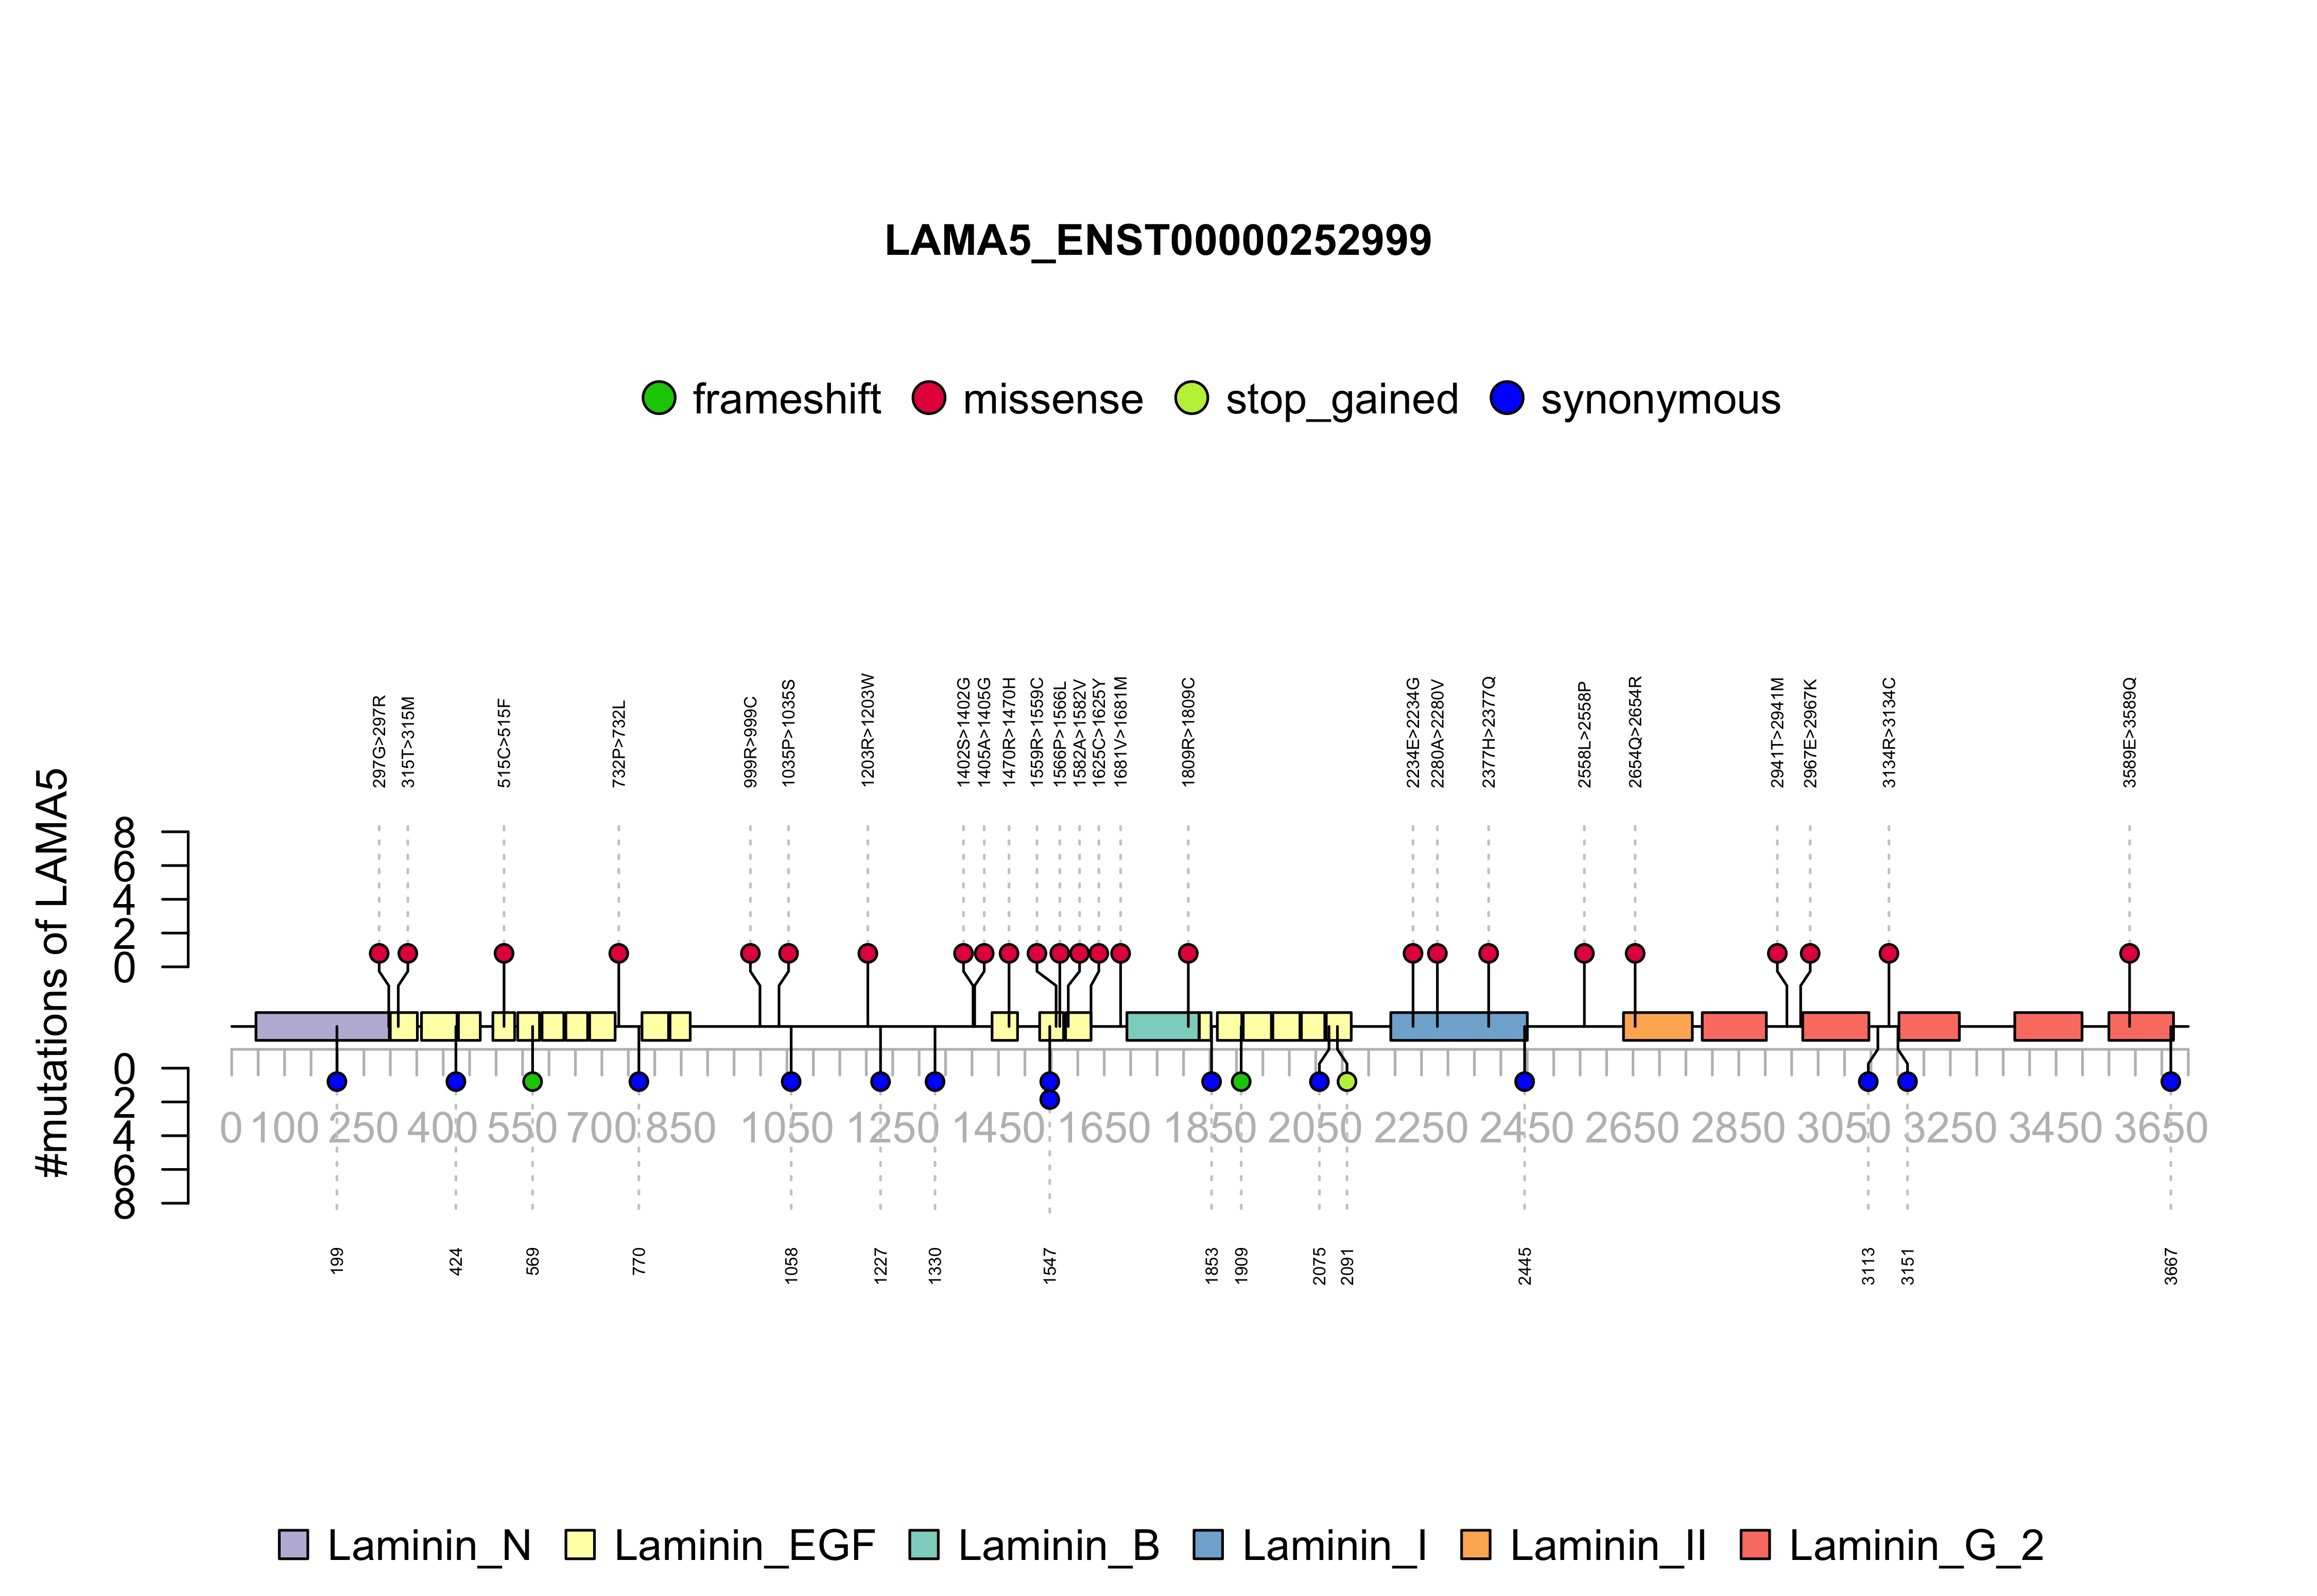 LAMA5_ENST00000252999
frameshift missense stop_gained synonymous
297G>297R 315T>315M 515C>515F 732P>732L 999R>999C 1035P>1035S 1203R>1203W 1402S>1402G 1405A>1405G 1470R>1470H 1559R>1559C 1566P>1566L 1582A>1582V 1625C>1625Y 1681V>1681M 1809R>1809C 2234E>2234G 2280A>2280V 2377H>2377Q 2558L>2558P 2654Q>2654R 2941T>2941M 2967E>2967K 3134R>3134C 3589E>3589Q
#mutations of LAMA5
8
6
4
2
0
0
2
4
6
8
0 100 250 400 550 700 850 1050 1250 1450 1650 1850 2050 2250 2450 2650 2850 3050 3250 3450 3650
199 424 569 770 1058 1227 1330 1547 1853 1909 2075 2091 2445 3113 3151 3667
Laminin_N Laminin_EGF Laminin_B Laminin_I Laminin_II Laminin_G_2